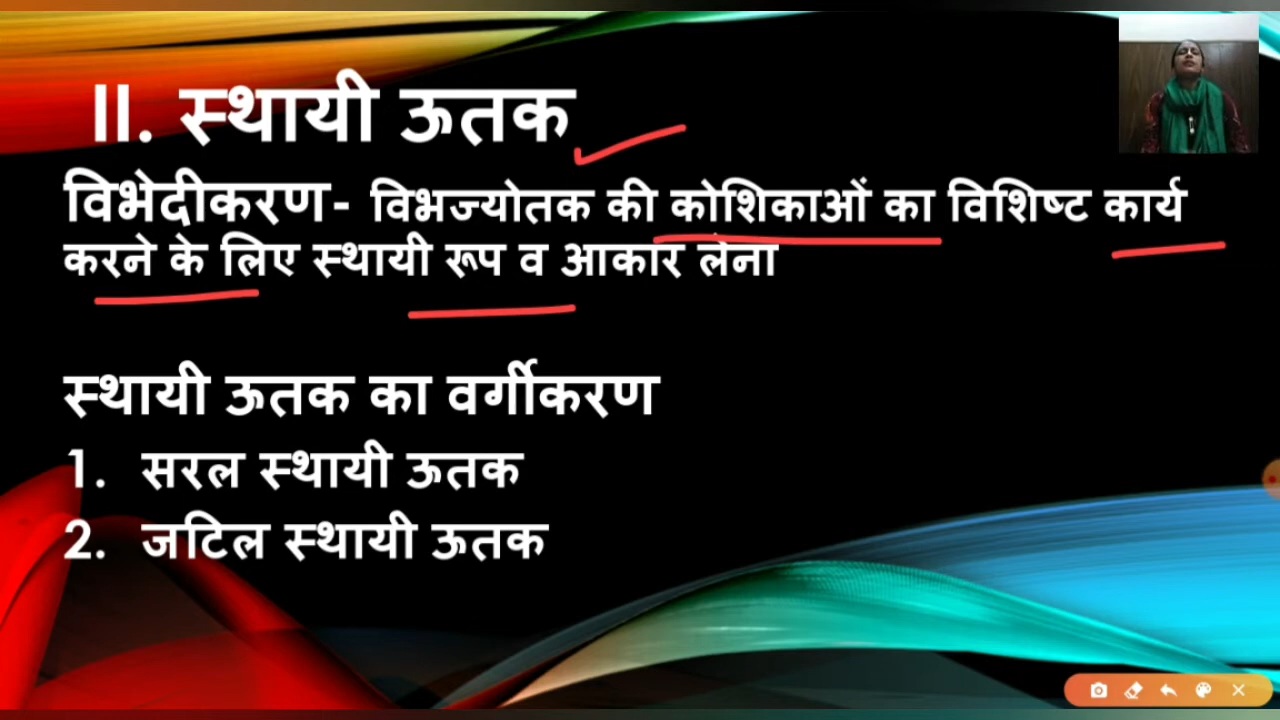 II. स्थायी ऊतक
विभेदीकरण- विभज्योतक की कोशिकाओं का विशिष्ट कार्य
करने के लिए स्थायी रूप व आकार लेना
स्थायी ऊतक का वर्गीकरण
1. सरल स्थायी ऊतक
2. जटिल स्थायी ऊतक